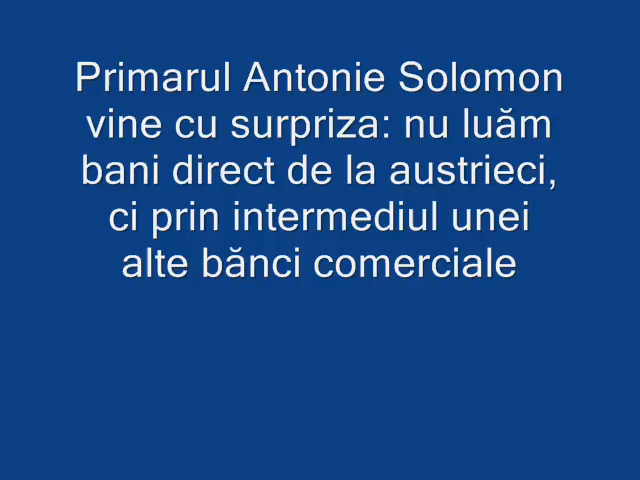 Primarul Antonie Solomon
vine cu surpriza: nu luăm
bani direct de la austrieci,
ci prin intermediul unei
alte bănci comerciale